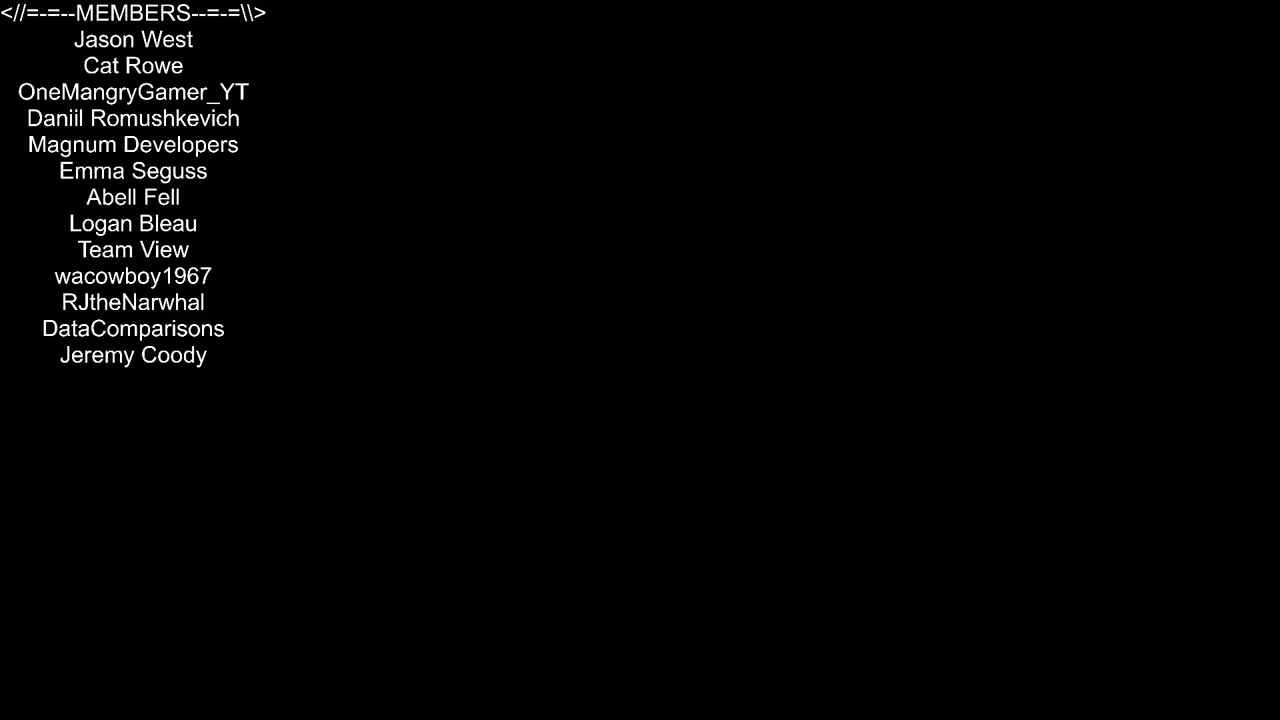 <//=-=--MEMBERS--=-=\\>
Jason West
Cat Rowe
OneMangryGamer_YT
Daniil Romushkevich
Magnum Developers
Emma Seguss
Abell Fell
Logan Bleau
Team View
wacowboy1967
RJtheNarwhal
DataComparisons
Jeremy Coody